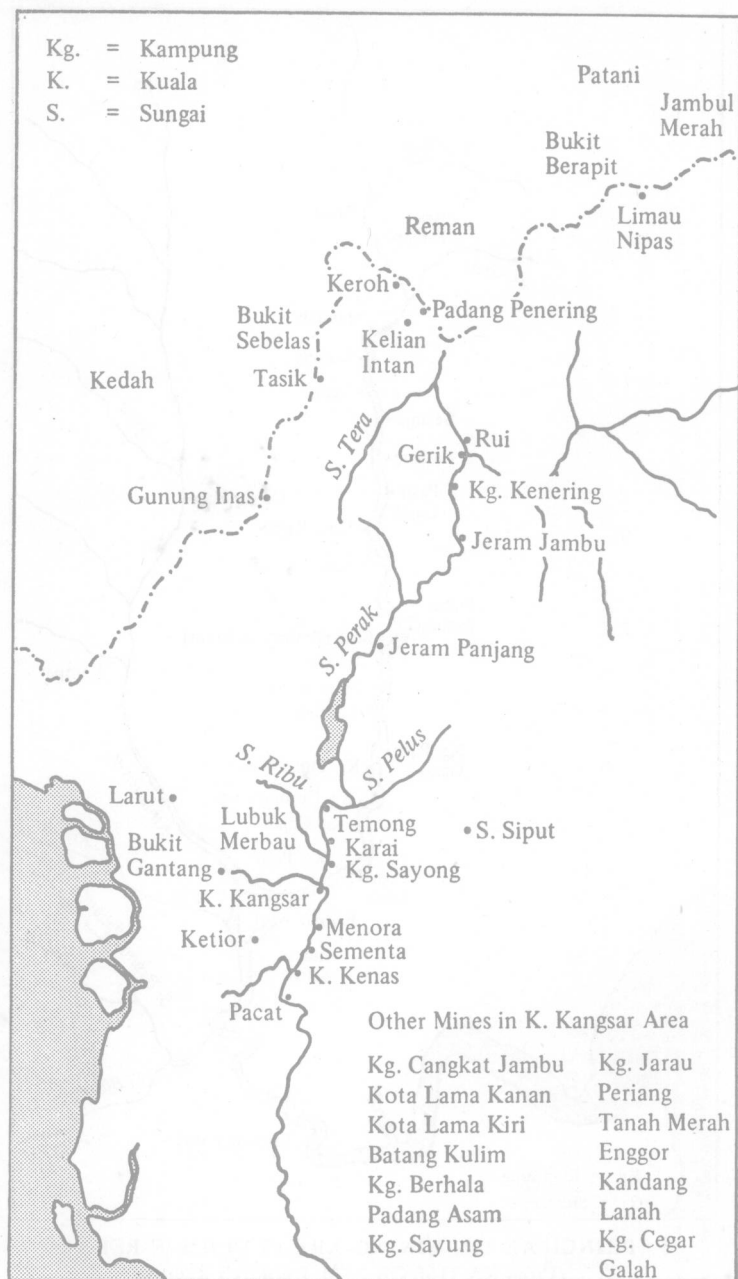 Kg. = Kampung
K. = Kuala
S. = Sungai
Patani
Jambul
Merah
Bukit
Berapit
Limau
Nipas
Reman
Keroh
Padang Penering
Bukit
Sebelas
Kelian
Intan
Kedah
Tasik
S. Tera
Rui
Gerik
Kg. Kenering
Gunung Inas
Jeram Jambu
S. Perak
Jeram Panjang
S. Ribu
S. Pelus
Larut
Lubuk
Merbau
Temong
S. Siput
Karai
Bukit
Gantang
Kg. Sayong
K. Kangsar
Menora
Ketior
Sementa
K. Kenas
Pacat
Other Mines in K. Kangsar Area
Kg. Cangkat Jambu
Kota Lama Kanan
Kota Lama Kiri
Batang Kulim
Kg. Berhala
Padang Asam
Kg. Sayung
Kg. Jarau
Periang
Tanah Merah
Enggor
Kandang
Lanah
Kg. Cegar
Galah